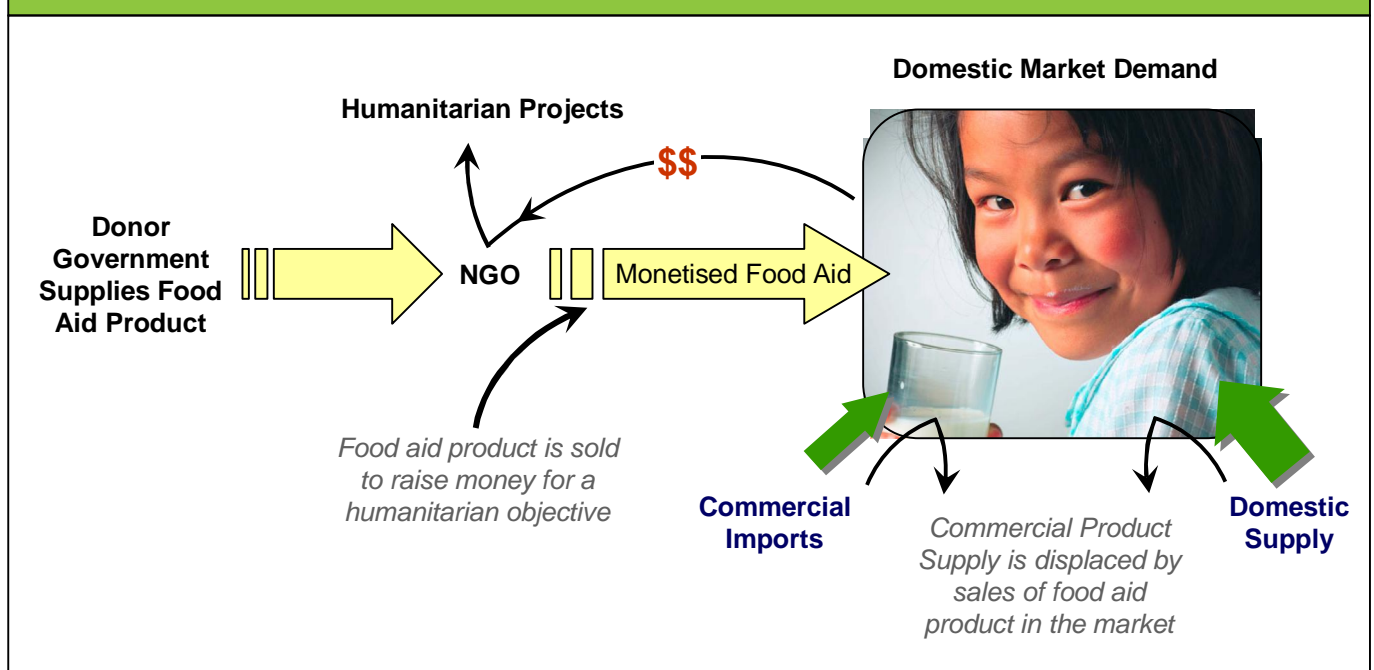 Domestic Market Demand
Humanitarian Projects
$$
Donor
Government
Supplies Food
Aid Product
NGO
Monetised Food Aid
Food aid product is sold
to raise money for a
humanitarian objective
Commercial
Imports
Commercial Product
Supply is displaced by
sales of food aid
product in the market
Domestic
Supply